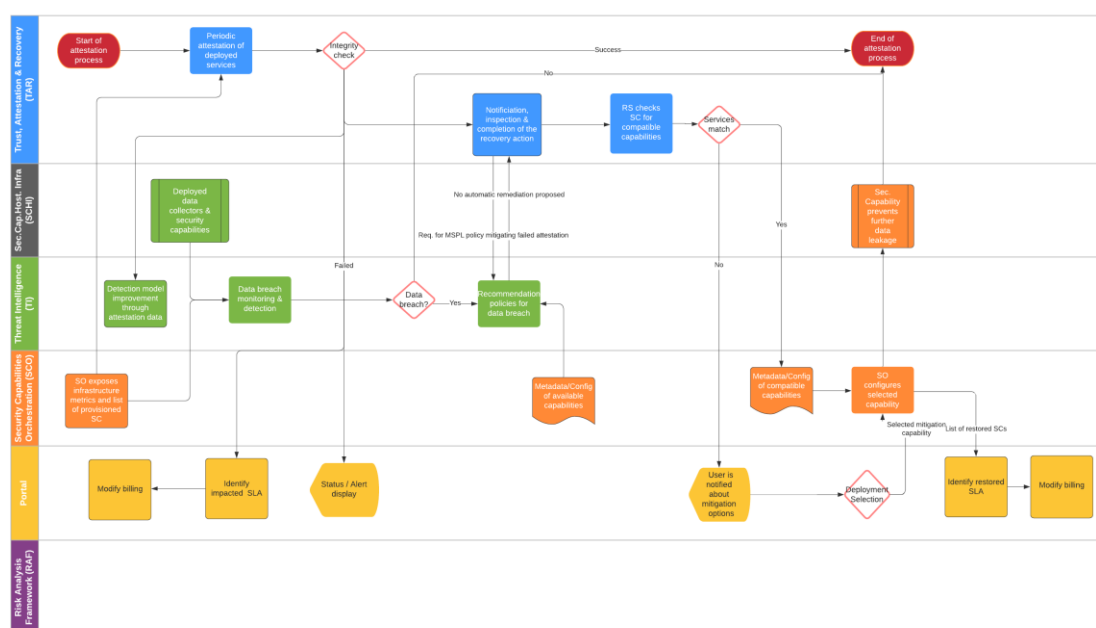 Trust, Attestation & Recovery
(TAR)
Start of
attestation
process
Periodic
attestation of
deployed
services
Integrity
check
Success
End of
attestation
process
No
Notificiation,
inspection &
completion of the
recovery action
RS checks
SC for
compatible
capabilities
Services
match
Sec.Cap.Host. Infra
(SCHI)
Deployed
data
collectors &
security
capabilities
No automatic remediation proposed
Req. for MSPL policy mitigating failed attestation
Yes
Sec.
Capability
prevents
further
data
leakage
Threat Intelligence
(TI)
Failed
No
Detection model
improvement
through
attestation data
Data breach
monitoring &
detection
Data
breach?
Yes
Recommendation
policies for
data breach
Security Capabilities
Orchestration (SCO)
SO exposes
infrastructure
metrics and list
of provisioned
SC
Metadata/Config
of available
capabilities
Metadata/Config
of compatible
capabilities
SO
configures
selected
capability
Selected mitigation
capability
List of restored SCs
Portal
Modify billing
Identify
impacted SLA
Status / Alert
display
User is
notified
about
mitigation
options
Deployment
Selection
Identify restored
SLA
Modify billing
Risk Analysis
Framework (RAF)